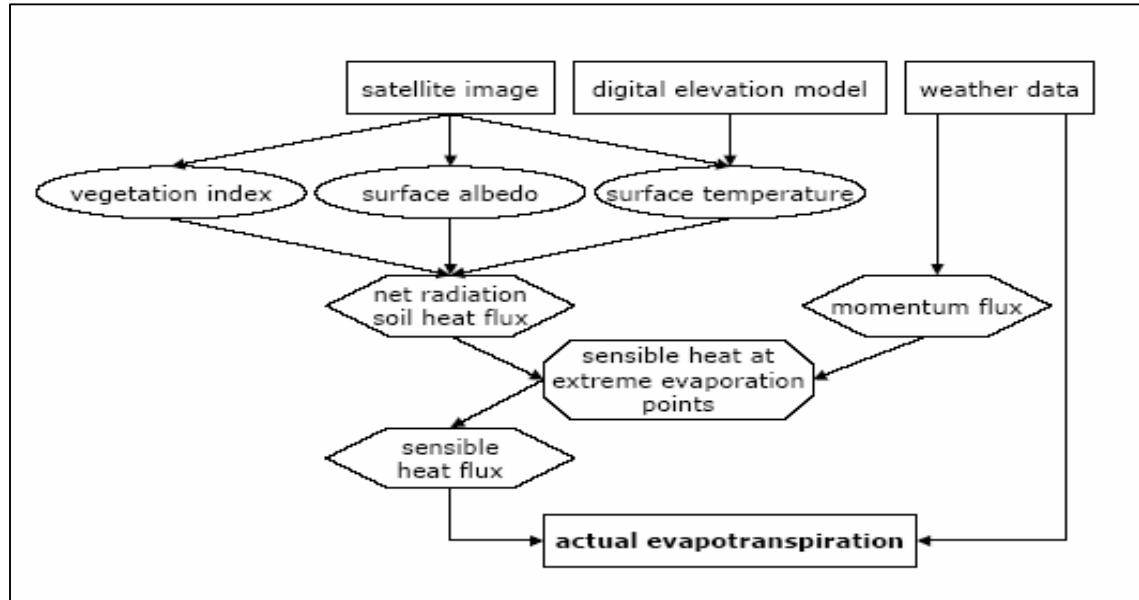 satellite image
digital elevation model
weather data
vegetation index
surface albedo
surface temperature
net radiation
soil heat flux
momentum flux
sensible heat at
extreme evaporation
points
sensible
heat flux
actual evapotranspiration